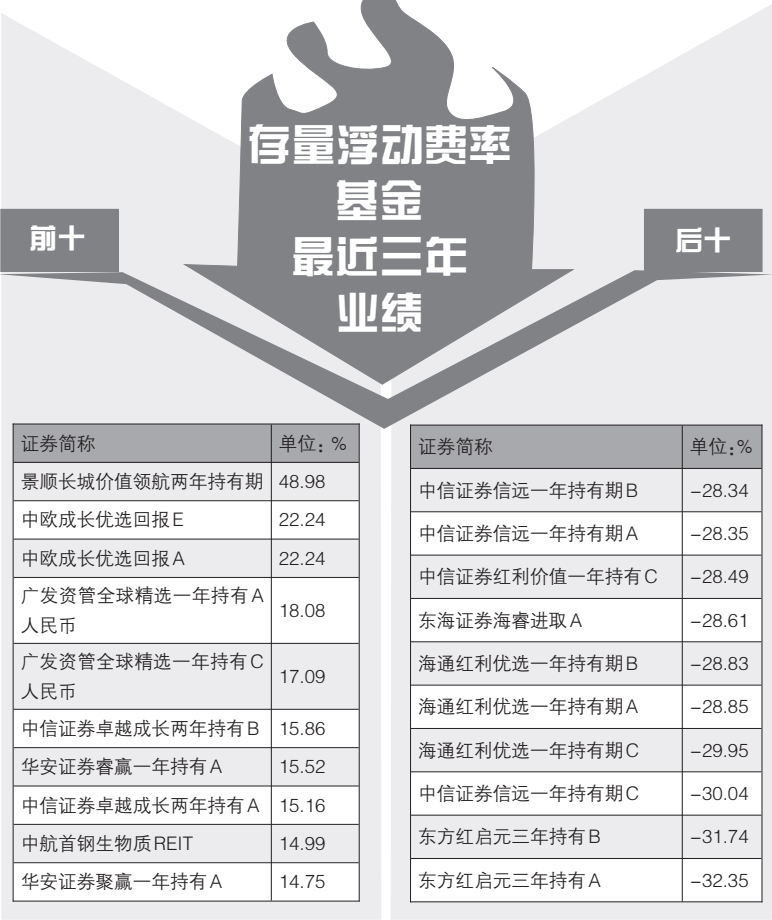 存量浮动费率
基金
最近三年
业绩
前十
后十
证券简称 单位：%
景顺长城价值领航两年持有期 48.98
中欧成长优选回报E 22.24
中欧成长优选回报A 22.24
广发资管全球精选一年持有A
人民币 18.08
广发资管全球精选一年持有C
人民币 17.09
中信证券卓越成长两年持有B 15.86
华安证券睿赢一年持有A 15.52
中信证券卓越成长两年持有A 15.16
中航首钢生物质REIT 14.99
华安证券聚赢一年持有A 14.75
证券简称 单位：%
中信证券信远一年持有期B -28.34
中信证券信远一年持有期A -28.35
中信证券红利价值一年持有C -28.49
东海证券海睿进取A -28.61
海通红利优选一年持有期B -28.83
海通红利优选一年持有期A -28.85
海通红利优选一年持有期C -29.95
中信证券信远一年持有期C -30.04
东方红启元三年持有B -31.74
东方红启元三年持有A -32.35